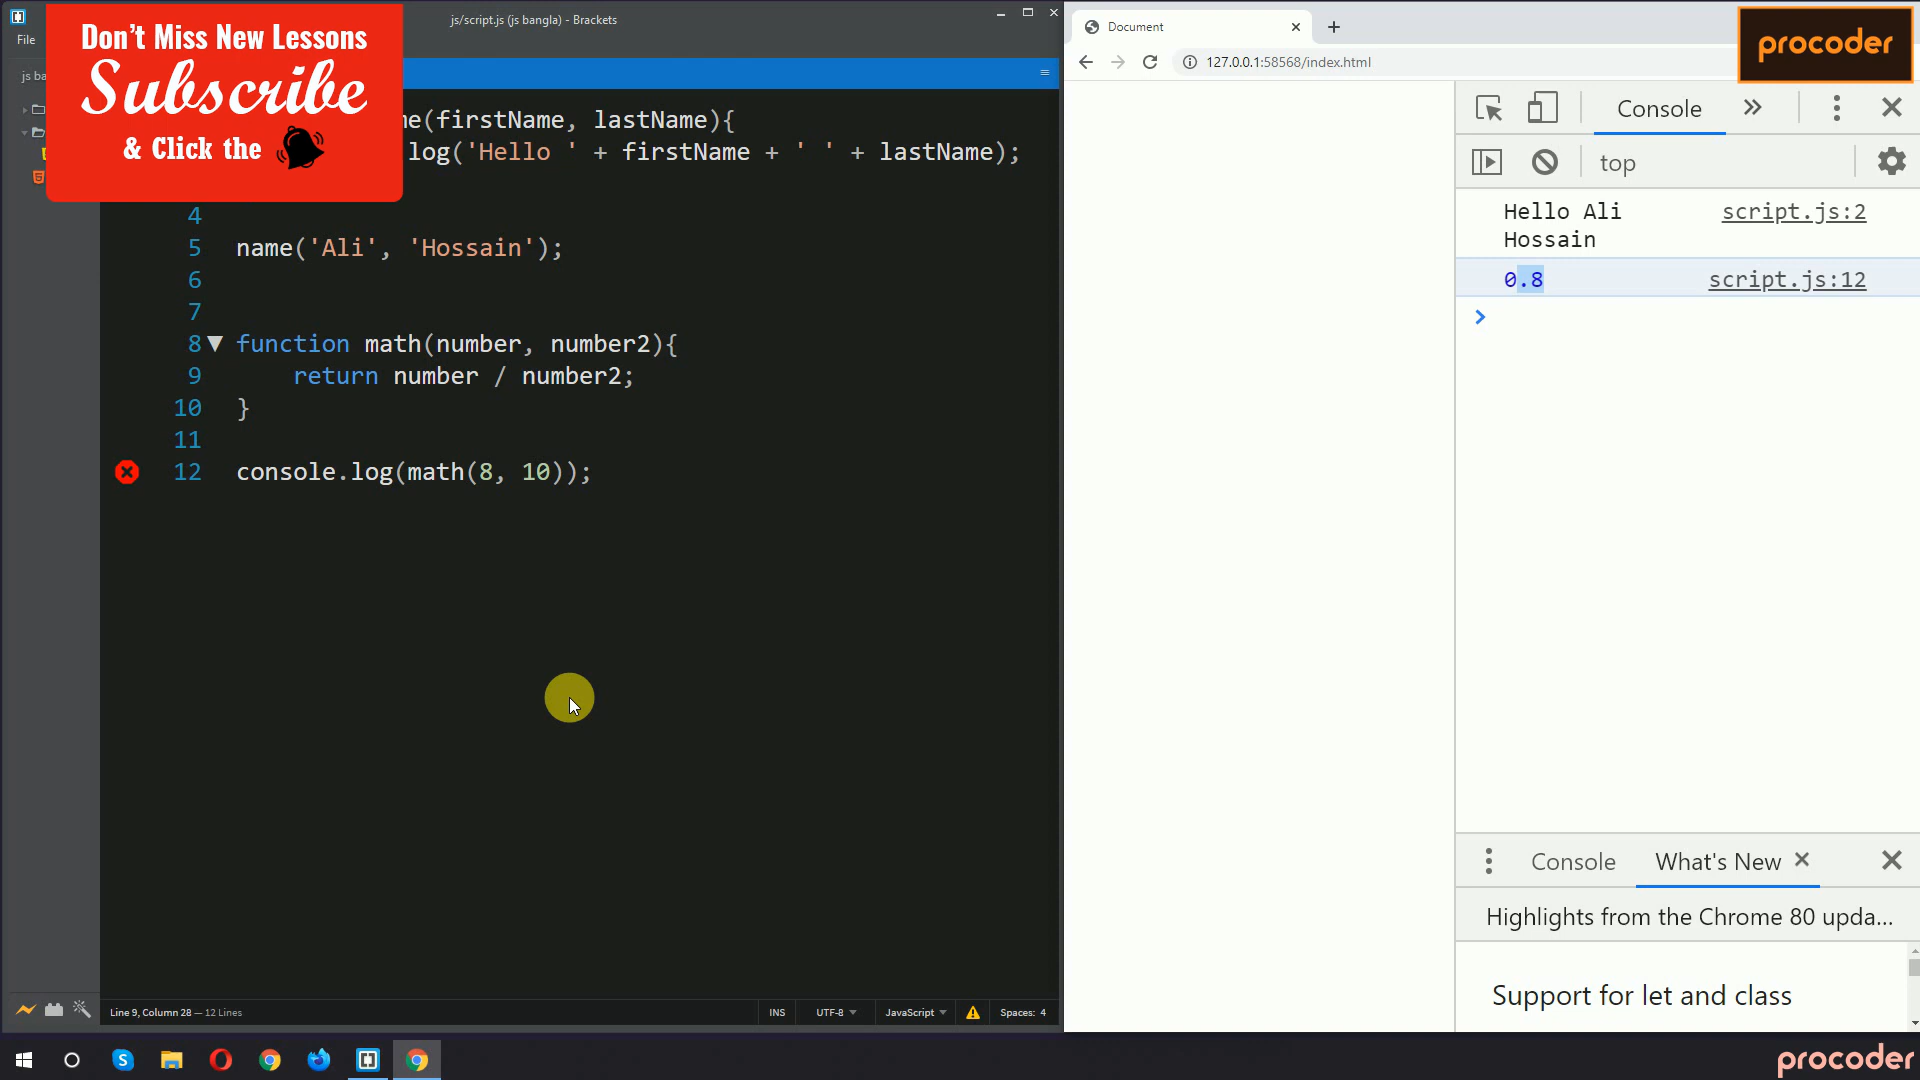 js/script.js (js bangla) - Brackets
File
js ba
Don't Miss New Lessons
Subscribe
& Click the
me(firstName, lastName){
log('Hello ' + firstName + ' ' + lastName);
4
5 name('Ali', 'Hossain');
6
7
8 function math(number, number2){
9 return number / number2;
10 }
11
12 console.log(math(8, 10));
Line 9, Column 28 — 12 Lines
INS
UTF-8
JavaScript
Spaces: 4
Document
127.0.0.1:58568/index.html
procoder
Console
top
Hello Ali script.js:2
Hossain
0.8 script.js:12
Console
What's New
Highlights from the Chrome 80 upda...
Support for let and class
procoder